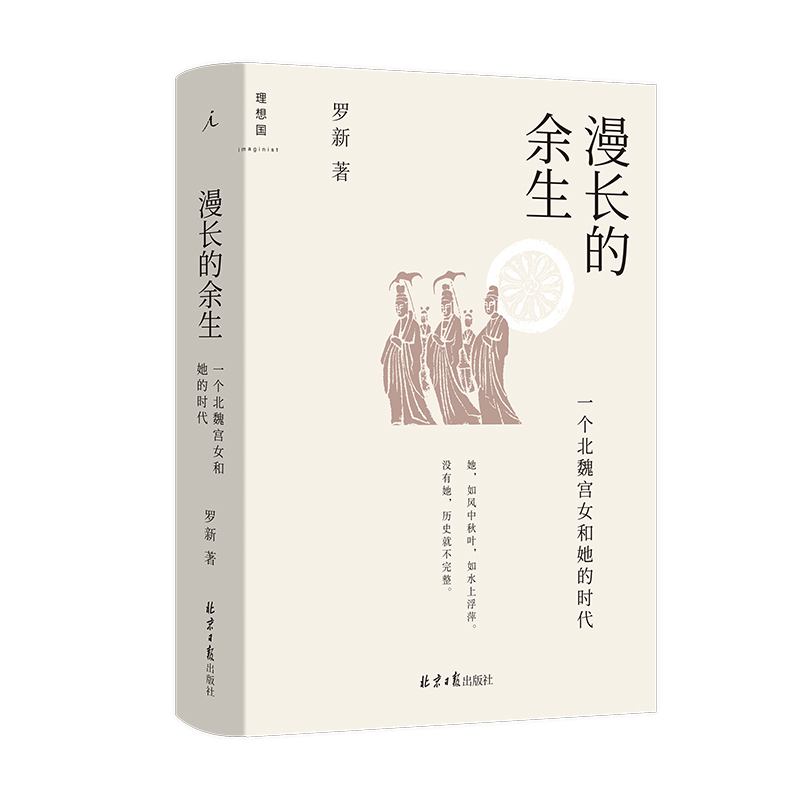 漫长的
余生
一个北魏宫女和她的时代
罗新 著
她，如风中秋叶，如水上浮萍。
没有她，历史就不完整。
北京日报出版社
理想国
imaginist
i
漫长的余生
一个北魏宫女和
她的时代
罗新 著
北京日报出版社